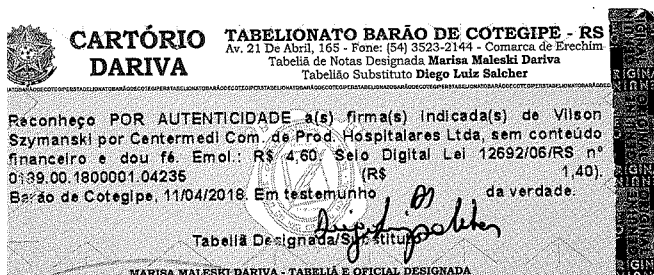 CARTÓRIO DARIVA
TABELIONATO BARÃO DE COTEGIPE - RS
Av. 21 De Abril, 165 - Fone: (54) 3523-2144 - Comarca de Erechim
Tabeliã de Notas Designada Marisa Maleski Dariva
Tabelião Substituto Diego Luiz Salcher
Reconheço POR AUTENTICIDADE a(s) firma(s) indicada(s) de Vilson
Szymanski por Centermedi Com. de Prod. Hospitalares Ltda, sem conteúdo
financeiro e dou fé. Emol.: R$ 4,60. Selo Digital Lei 12692/06/RS nº
0139.00.1800001.04235 (R$ 1,40).
Barão de Cotegipe, 11/04/2018. Em testemunho da verdade.
Tabeliã Designada/Substituto
MARISA MALESKI DARIVA - TABELIÃ E OFICIAL DESIGNADA